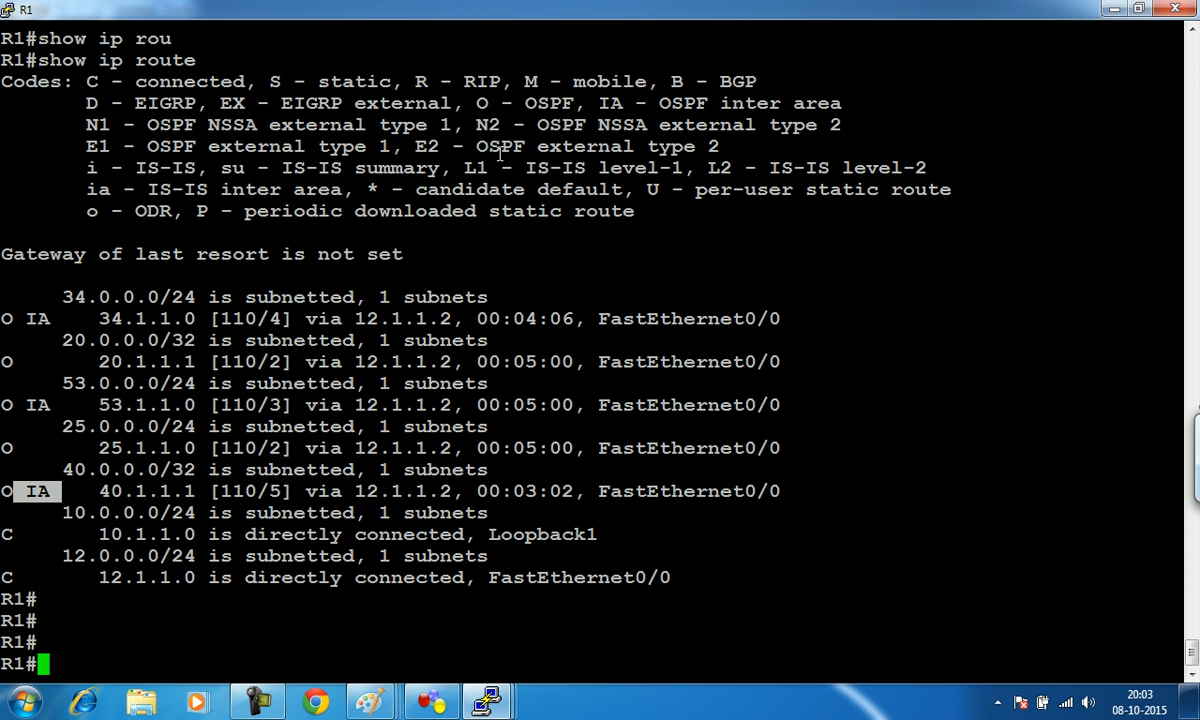 R1
R1#show ip rou
R1#show ip route
Codes: C - connected, S - static, R - RIP, M - mobile, B - BGP
       D - EIGRP, EX - EIGRP external, O - OSPF, IA - OSPF inter area
       N1 - OSPF NSSA external type 1, N2 - OSPF NSSA external type 2
       E1 - OSPF external type 1, E2 - OSPF external type 2
       i - IS-IS, su - IS-IS summary, L1 - IS-IS level-1, L2 - IS-IS level-2
       ia - IS-IS inter area, * - candidate default, U - per-user static route
       o - ODR, P - periodic downloaded static route
Gateway of last resort is not set
     34.0.0.0/24 is subnetted, 1 subnets
O IA    34.1.1.0 [110/4] via 12.1.1.2, 00:04:06, FastEthernet0/0
     20.0.0.0/32 is subnetted, 1 subnets
O       20.1.1.1 [110/2] via 12.1.1.2, 00:05:00, FastEthernet0/0
     53.0.0.0/24 is subnetted, 1 subnets
O IA    53.1.1.0 [110/3] via 12.1.1.2, 00:05:00, FastEthernet0/0
     25.0.0.0/24 is subnetted, 1 subnets
O       25.1.1.0 [110/2] via 12.1.1.2, 00:05:00, FastEthernet0/0
     40.0.0.0/32 is subnetted, 1 subnets
O IA    40.1.1.1 [110/5] via 12.1.1.2, 00:03:02, FastEthernet0/0
     10.0.0.0/24 is subnetted, 1 subnets
C       10.1.1.0 is directly connected, Loopback1
     12.0.0.0/24 is subnetted, 1 subnets
C       12.1.1.0 is directly connected, FastEthernet0/0
R1#
R1#
R1#
R1#
20:03
08-10-2015